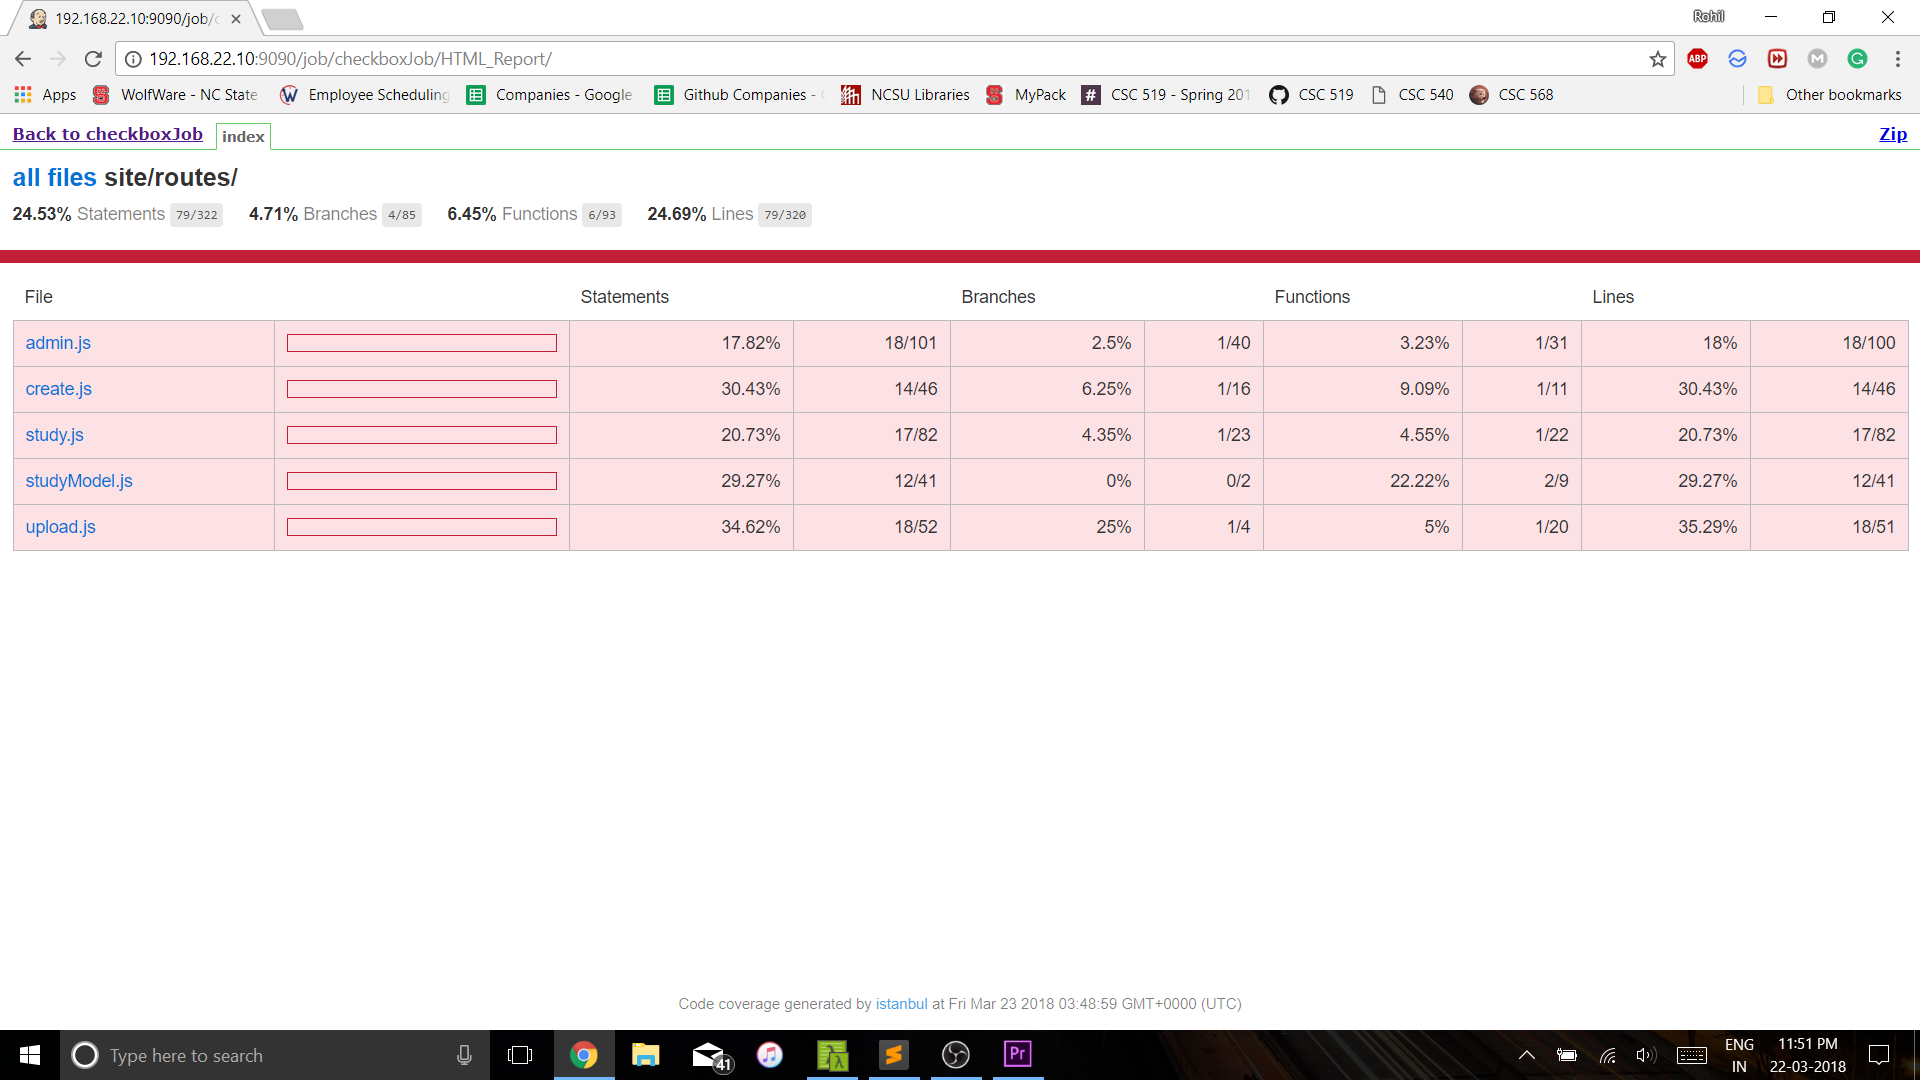 192.168.22.10:9090/job/c
Rohil
192.168.22.10:9090/job/checkboxJob/HTML_Report/
ABP
Apps WolfWare - NC State Employee Scheduling Companies - Google Github Companies - NCSU Libraries MyPack CSC 519 - Spring 201 CSC 519 CSC 540 CSC 568 Other bookmarks
Back to checkboxJob index Zip
all files site/routes/
24.53% Statements 79/322 4.71% Branches 4/85 6.45% Functions 6/93 24.69% Lines 79/320
File Statements Branches Functions Lines
admin.js 17.82% 18/101 2.5% 1/40 3.23% 1/31 18% 18/100
create.js 30.43% 14/46 6.25% 1/16 9.09% 1/11 30.43% 14/46
study.js 20.73% 17/82 4.35% 1/23 4.55% 1/22 20.73% 17/82
studyModel.js 29.27% 12/41 0% 0/2 22.22% 2/9 29.27% 12/41
upload.js 34.62% 18/52 25% 1/4 5% 1/20 35.29% 18/51
Code coverage generated by istanbul at Fri Mar 23 2018 03:48:59 GMT+0000 (UTC)
Type here to search
41
Pr
ENG
IN
11:51 PM
22-03-2018